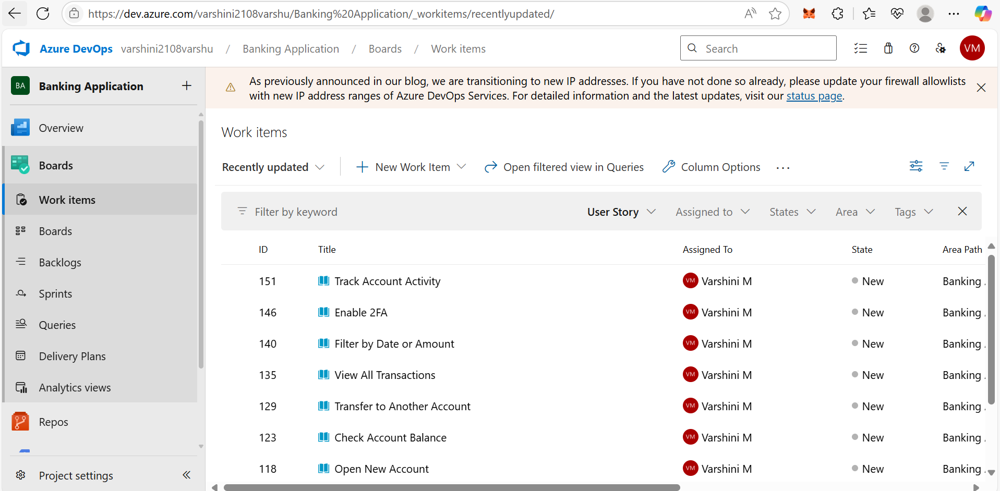 https://dev.azure.com/varshini2108varshu/Banking%20Application/_workitems/recentlyupdated/
Azure DevOps varshini2108varshu / Banking Application / Boards / Work items
Search
VM
BA Banking Application
As previously announced in our blog, we are transitioning to new IP addresses. If you have not done so already, please update your firewall allowlists
with new IP address ranges of Azure DevOps Services. For detailed information and the latest updates, visit our status page.
Overview
Boards
Work items
Boards
Backlogs
Sprints
Queries
Delivery Plans
Analytics views
Repos
Project settings
Work items
Recently updated New Work Item Open filtered view in Queries Column Options
Filter by keyword User Story Assigned to States Area Tags
ID Title Assigned To State Area Path
151 Track Account Activity VM Varshini M New Banking
146 Enable 2FA VM Varshini M New Banking
140 Filter by Date or Amount VM Varshini M New Banking
135 View All Transactions VM Varshini M New Banking
129 Transfer to Another Account VM Varshini M New Banking
123 Check Account Balance VM Varshini M New Banking
118 Open New Account VM Varshini M New Banking